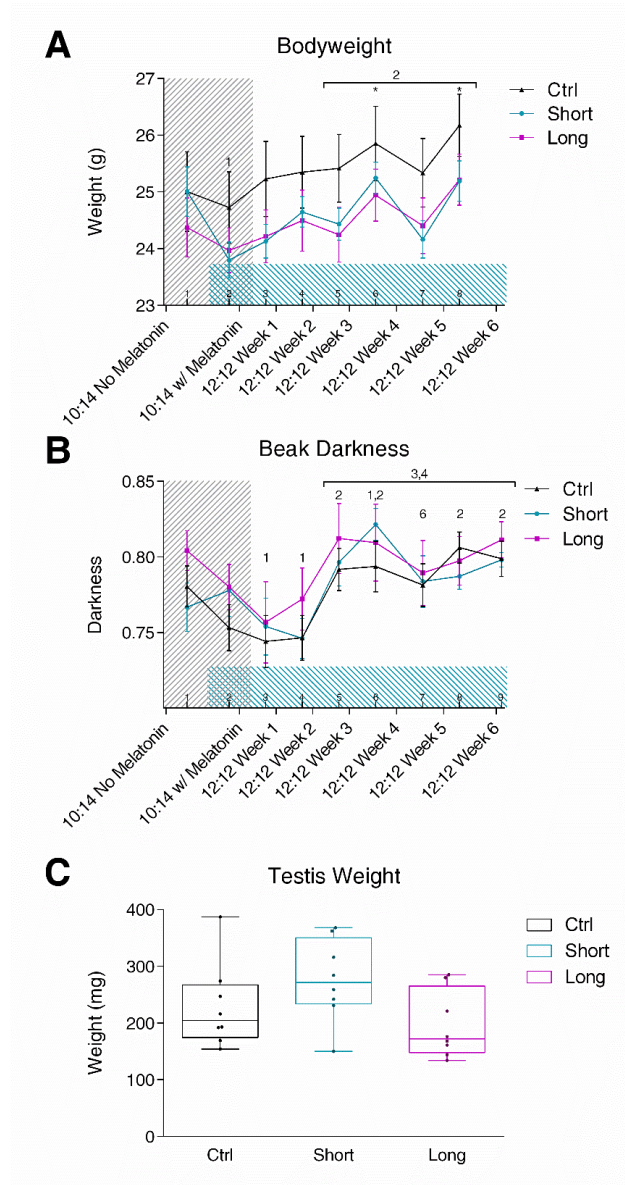 A
Bodyweight
27
26
25
24
23
Weight (g)
2
*
*
1
Ctrl
Short
Long
1 2 3 4 5 6 7 8
10:14 No Melatonin
10:14 w/ Melatonin
12:12 Week 1
12:12 Week 2
12:12 Week 3
12:12 Week 4
12:12 Week 5
12:12 Week 6
B
Beak Darkness
0.85
0.80
0.75
Darkness
3,4
2 1,2 6 2 2
1 1
Ctrl
Short
Long
1 2 3 4 5 6 7 8 9
10:14 No Melatonin
10:14 w/ Melatonin
12:12 Week 1
12:12 Week 2
12:12 Week 3
12:12 Week 4
12:12 Week 5
12:12 Week 6
C
Testis Weight
400
300
200
100
0
Weight (mg)
Ctrl
Short
Long
Ctrl Short Long